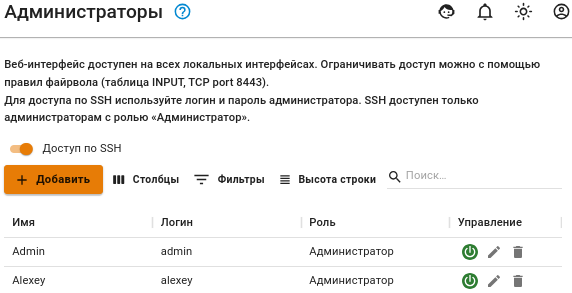 Администраторы
Веб-интерфейс доступен на всех локальных интерфейсах. Ограничивать доступ можно с помощью
правил файрвола (таблица INPUT, TCP port 8443).
Для доступа по SSH используйте логин и пароль администратора. SSH доступен только
администраторам с ролью «Администратор».
Доступ по SSH
+ Добавить Столбцы Фильтры Высота строки Поиск...
Имя Логин Роль Управление
Admin admin Администратор
Alexey alexey Администратор